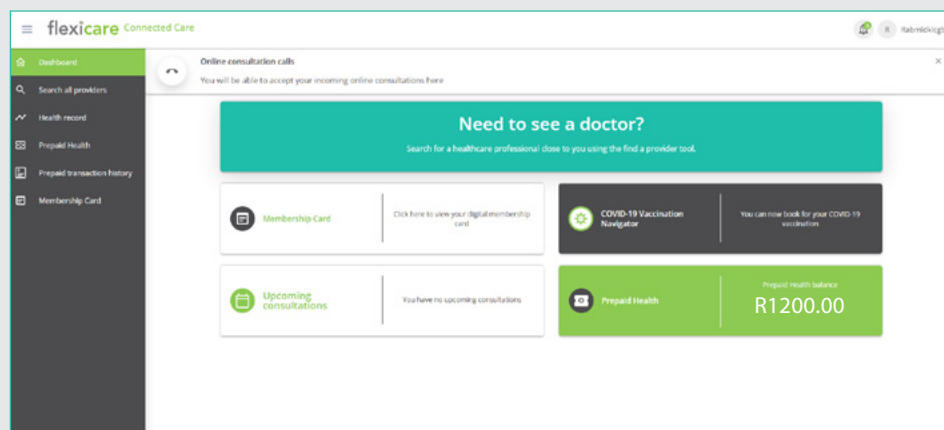 flexicare Connected Care
R
Dashboard
Search all providers
Health record
Prepaid Health
Prepaid transaction history
Membership Card
Online consultation calls
You will be able to accept your incoming online consultations here
Need to see a doctor?
Search for a healthcare professional close to you using the find a provider tool.
Membership Card
Click here to view your digital membership
card
COVID-19 Vaccination
Navigator
You can now book for your COVID-19
vaccination
Upcoming
consultations
You have no upcoming consultations
Prepaid Health
Prepaid Health balance
R1200.00